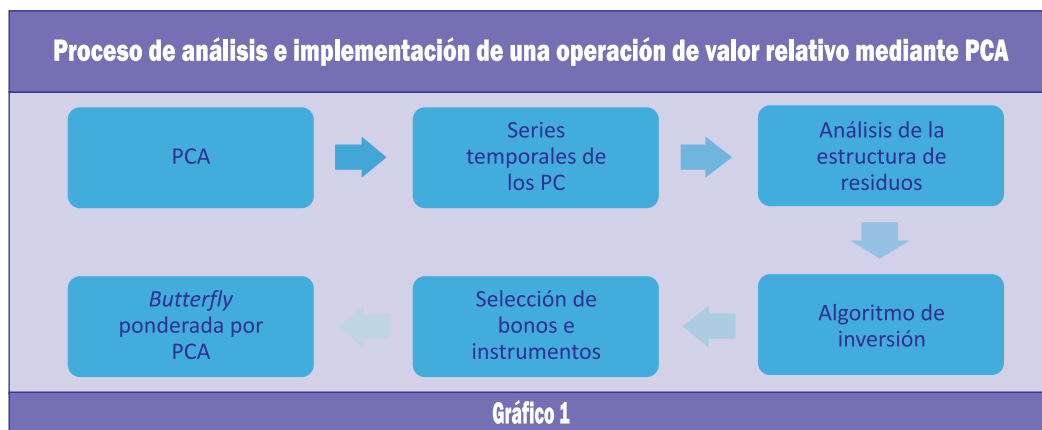 Proceso de análisis e implementación de una operación de valor relativo mediante PCA
PCA
Series
temporales de
los PC
Análisis de la
estructura de
residuos
Algoritmo de
inversión
Selección de
bonos e
instrumentos
Butterfly
ponderada por
PCA
Gráfico 1